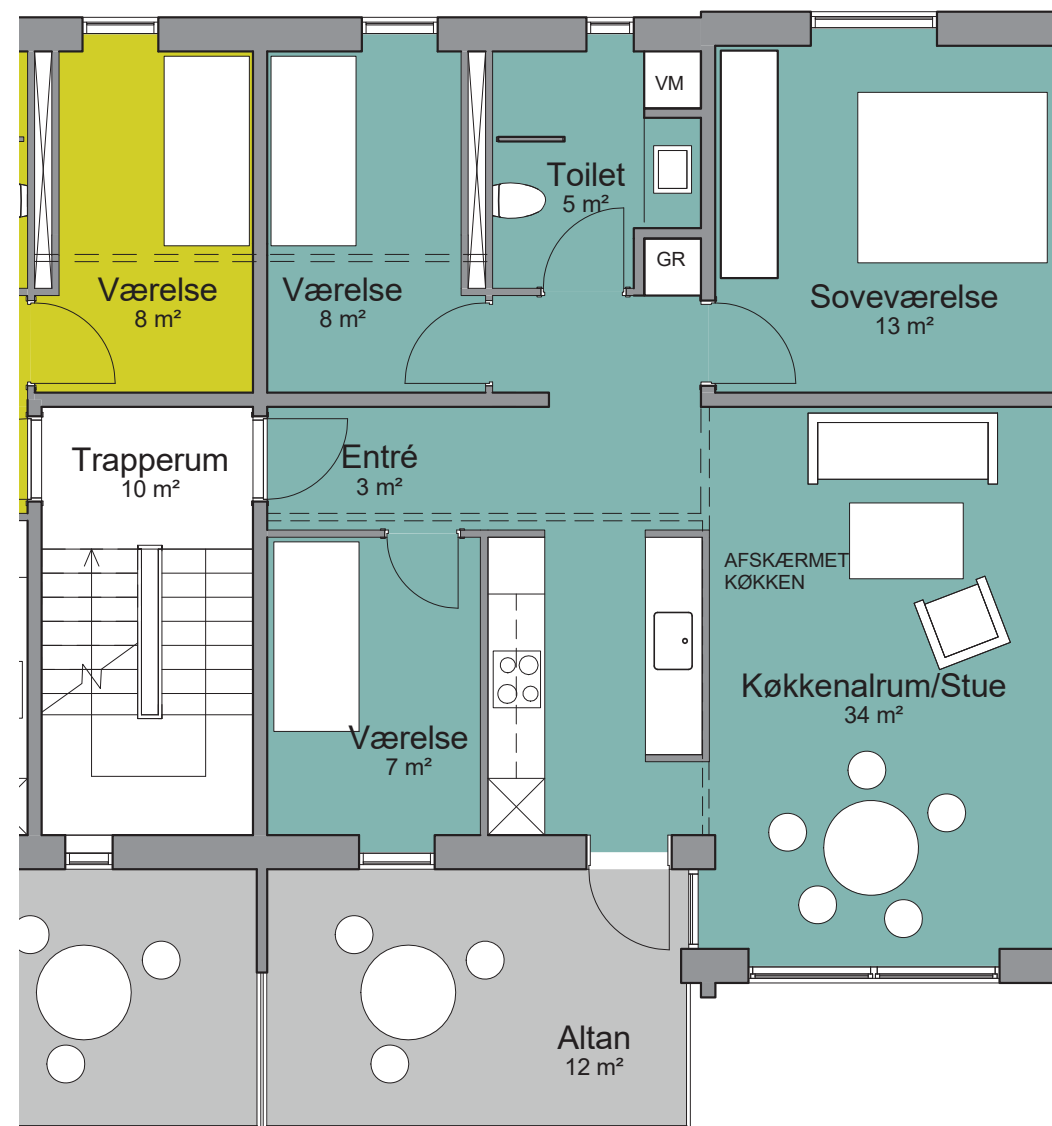 VM
Toilet
5 m²
GR
Værelse
8 m²
Værelse
8 m²
Soveværelse
13 m²
Trapperum
10 m²
Entré
3 m²
AFSKÆRMET
KØKKEN
Køkkenalrum/Stue
34 m²
Værelse
7 m²
Altan
12 m²